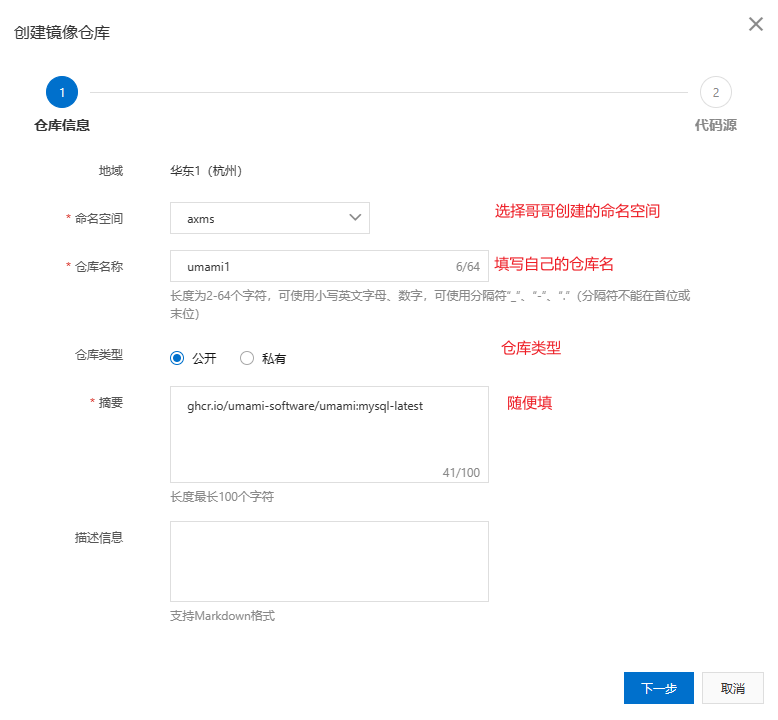 创建镜像仓库
1
2
仓库信息
代码源
地域
华东1（杭州）
* 命名空间
axms
选择哥哥创建的命名空间
* 仓库名称
umami1
6/64
填写自己的仓库名
长度为2-64个字符，可使用小写英文字母、数字，可使用分隔符“_”、“-”、“.”（分隔符不能在首位或
末位）
仓库类型
公开
私有
仓库类型
* 摘要
ghcr.io/umami-software/umami:mysql-latest
41/100
随便填
长度最长100个字符
描述信息
支持Markdown格式
下一步
取消